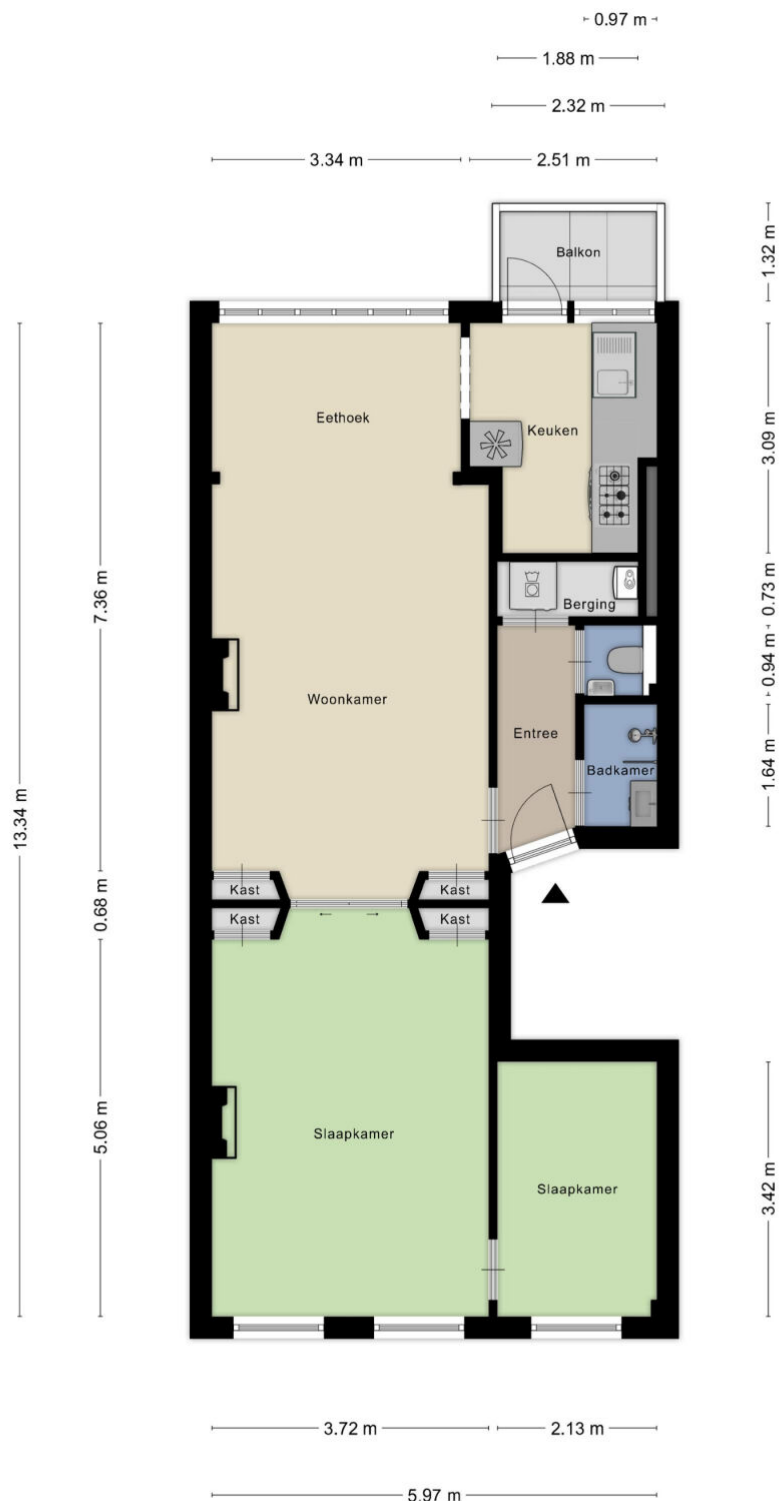 0.97 m
1.88 m
2.32 m
3.34 m
2.51 m
1.32 m
Balkon
Eethoek
Keuken
3.09 m
7.36 m
0.73 m
Berging
0.94 m
Woonkamer
Entree
Badkamer
1.64 m
13.34 m
Kast
Kast
0.68 m
Kast
Kast
5.06 m
Slaapkamer
Slaapkamer
3.42 m
3.72 m
2.13 m
5.97 m